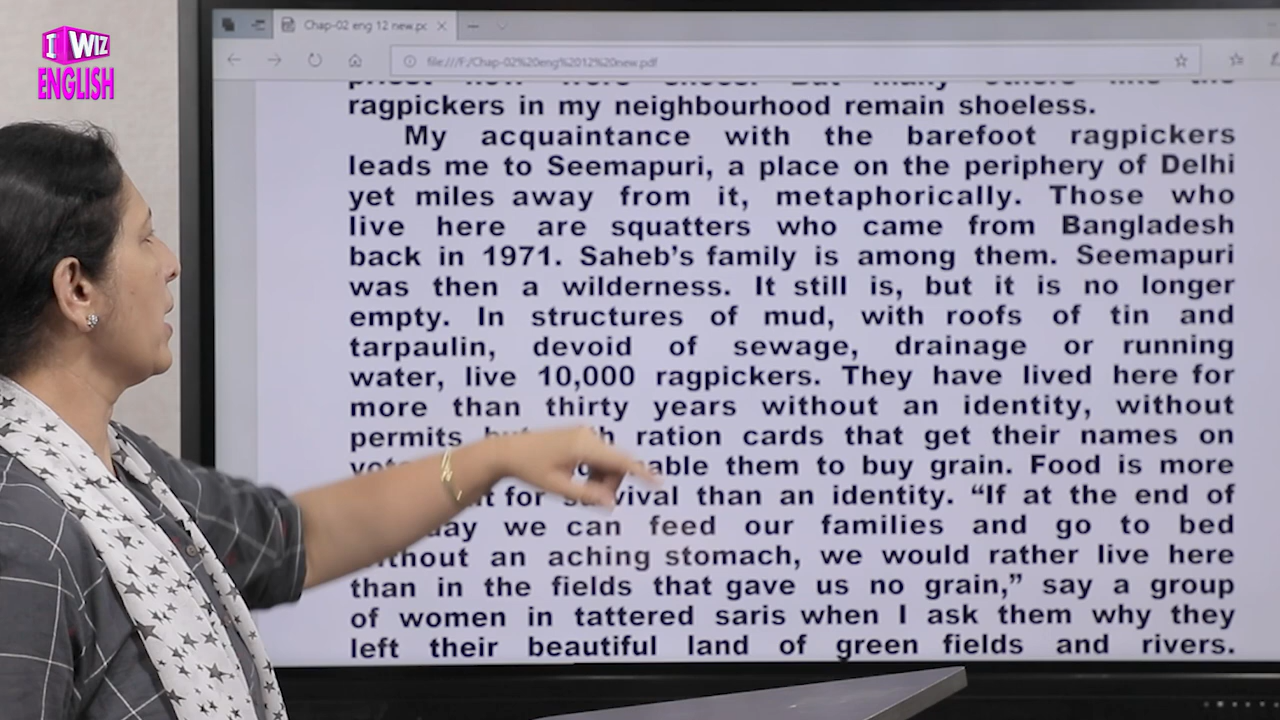 I WIZ
ENGLISH
Chap-02 eng 12 new.pc
file:///F:/Chap-02%20eng%2012%20new.pdf
ragpickers in my neighbourhood remain shoeless.
My acquaintance with the barefoot ragpickers
leads me to Seemapuri, a place on the periphery of Delhi
yet miles away from it, metaphorically. Those who
live here are squatters who came from Bangladesh
back in 1971. Saheb's family is among them. Seemapuri
was then a wilderness. It still is, but it is no longer
empty. In structures of mud, with roofs of tin and
tarpaulin, devoid of sewage, drainage or running
water, live 10,000 ragpickers. They have lived here for
more than thirty years without an identity, without
permits ration cards that get their names on
them to buy grain. Food is more
for survival than an identity. “If at the end of
day we can feed our families and go to bed
without an aching stomach, we would rather live here
than in the fields that gave us no grain,” say a group
of women in tattered saris when I ask them why they
left their beautiful land of green fields and rivers.